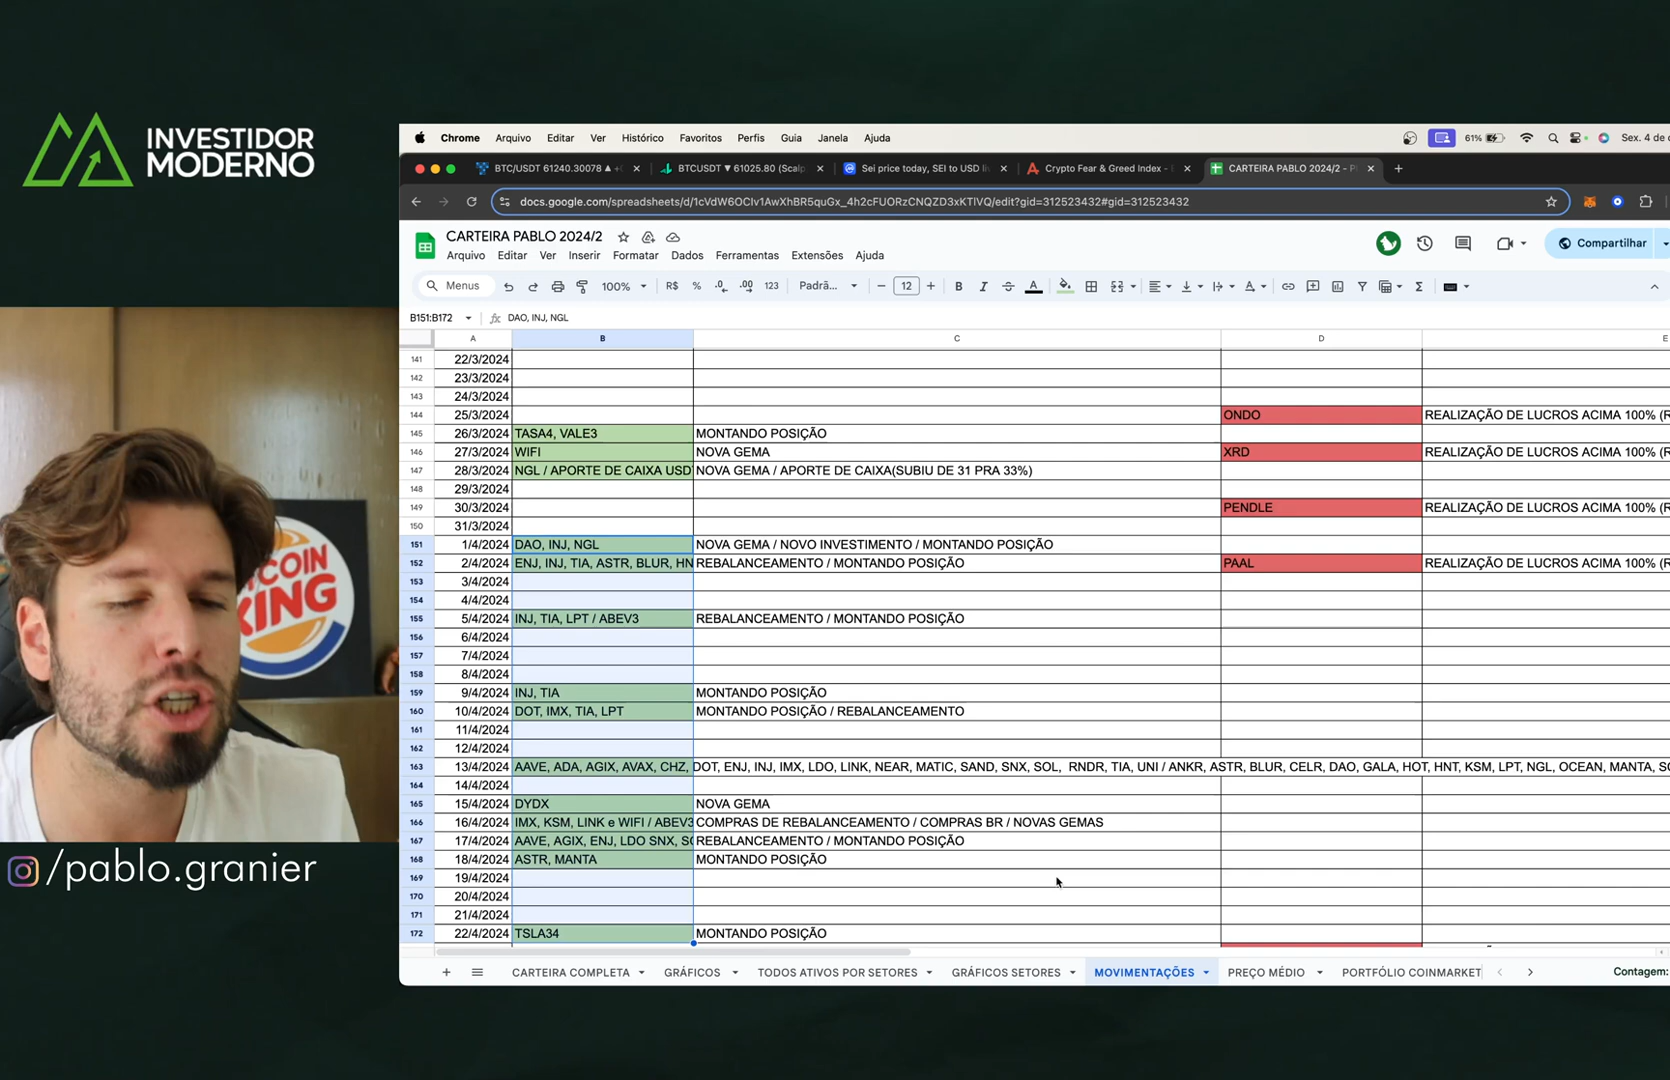 INVESTIDOR
MODERNO
COIN
KING
/pablo.granier
Chrome Arquivo Editar Ver Histórico Favoritos Perfis Guia Janela Ajuda 61% Sex. 4 de
BTC/USDT 61240.30078 BTCUSDT ▼ 61025.80 (Scalp Sei price today, SEI to USD li Crypto Fear & Greed Index - CARTEIRA PABLO 2024/2 - P
CARTEIRA PABLO 2024/2
Arquivo Editar Ver Inserir Formatar Dados Ferramentas Extensões Ajuda
Compartilhar
Menus 100% R$ % .0 .00 123 Padrã... − 12 + B I A
B151:B172 fx DAO, INJ, NGL
A B C D E
141 22/3/2024
142 23/3/2024
143 24/3/2024
144 25/3/2024 ONDO REALIZAÇÃO DE LUCROS ACIMA 100% (R
145 26/3/2024 TASA4, VALE3 MONTANDO POSIÇÃO
146 27/3/2024 WIFI NOVA GEMA XRD REALIZAÇÃO DE LUCROS ACIMA 100% (R
147 28/3/2024 NGL / APORTE DE CAIXA USD NOVA GEMA / APORTE DE CAIXA(SUBIU DE 31 PRA 33%)
148 29/3/2024
149 30/3/2024 PENDLE REALIZAÇÃO DE LUCROS ACIMA 100% (R
150 31/3/2024
151 1/4/2024 DAO, INJ, NGL NOVA GEMA / NOVO INVESTIMENTO / MONTANDO POSIÇÃO
152 2/4/2024 ENJ, INJ, TIA, ASTR, BLUR, HN REBALANCEAMENTO / MONTANDO POSIÇÃO PAAL REALIZAÇÃO DE LUCROS ACIMA 100% (R
153 3/4/2024
154 4/4/2024
155 5/4/2024 INJ, TIA, LPT / ABEV3 REBALANCEAMENTO / MONTANDO POSIÇÃO
156 6/4/2024
157 7/4/2024
158 8/4/2024
159 9/4/2024 INJ, TIA MONTANDO POSIÇÃO
160 10/4/2024 DOT, IMX, TIA, LPT MONTANDO POSIÇÃO / REBALANCEAMENTO
161 11/4/2024
162 12/4/2024
163 13/4/2024 AAVE, ADA, AGIX, AVAX, CHZ, DOT, ENJ, INJ, IMX, LDO, LINK, NEAR, MATIC, SAND, SNX, SOL, RNDR, TIA, UNI / ANKR, ASTR, BLUR, CELR, DAO, GALA, HOT, HNT, KSM, LPT, NGL, OCEAN, MANTA, SC
164 14/4/2024
165 15/4/2024 DYDX NOVA GEMA
166 16/4/2024 IMX, KSM, LINK e WIFI / ABEV3 COMPRAS DE REBALANCEAMENTO / COMPRAS BR / NOVAS GEMAS
167 17/4/2024 AAVE, AGIX, ENJ, LDO SNX, SO REBALANCEAMENTO / MONTANDO POSIÇÃO
168 18/4/2024 ASTR, MANTA MONTANDO POSIÇÃO
169 19/4/2024
170 20/4/2024
171 21/4/2024
172 22/4/2024 TSLA34 MONTANDO POSIÇÃO
CARTEIRA COMPLETA GRÁFICOS TODOS ATIVOS POR SETORES GRÁFICOS SETORES MOVIMENTAÇÕES PREÇO MÉDIO PORTFÓLIO COINMARKET Contagem: